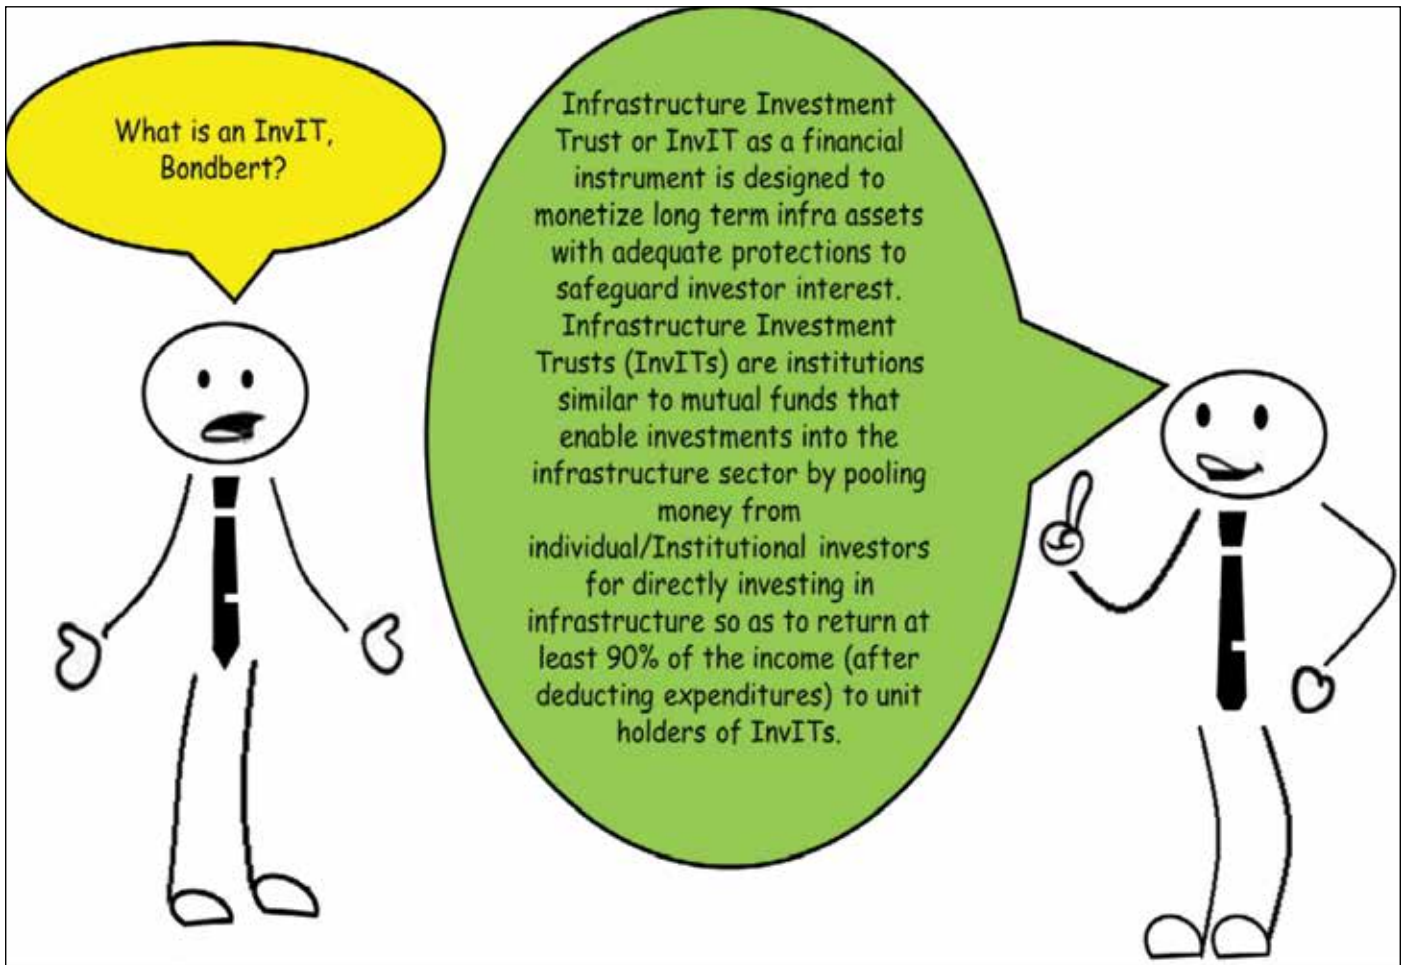 What is an InvIT,
Bondbert?
Infrastructure Investment
Trust or InvIT as a financial
instrument is designed to
monetize long term infra assets
with adequate protections to
safeguard investor interest.
Infrastructure Investment
Trusts (InvITs) are institutions
similar to mutual funds that
enable investments into the
infrastructure sector by pooling
money from
individual/Institutional investors
for directly investing in
infrastructure so as to return at
least 90% of the income (after
deducting expenditures) to unit
holders of InvITs.